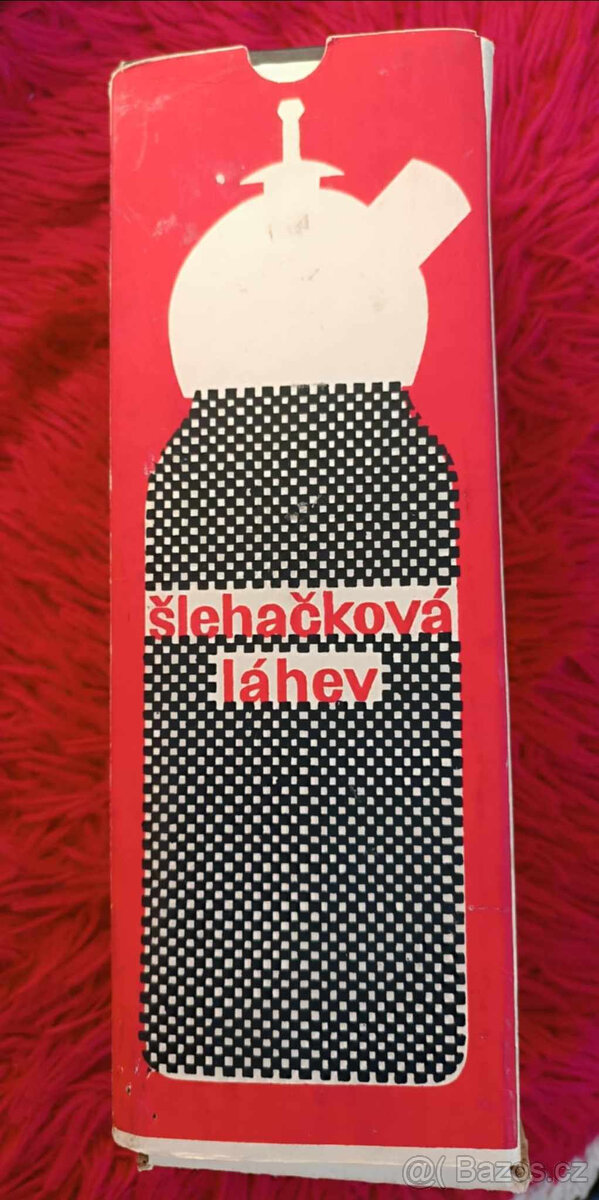 šlehačková
láhev
@( Bazos.cz